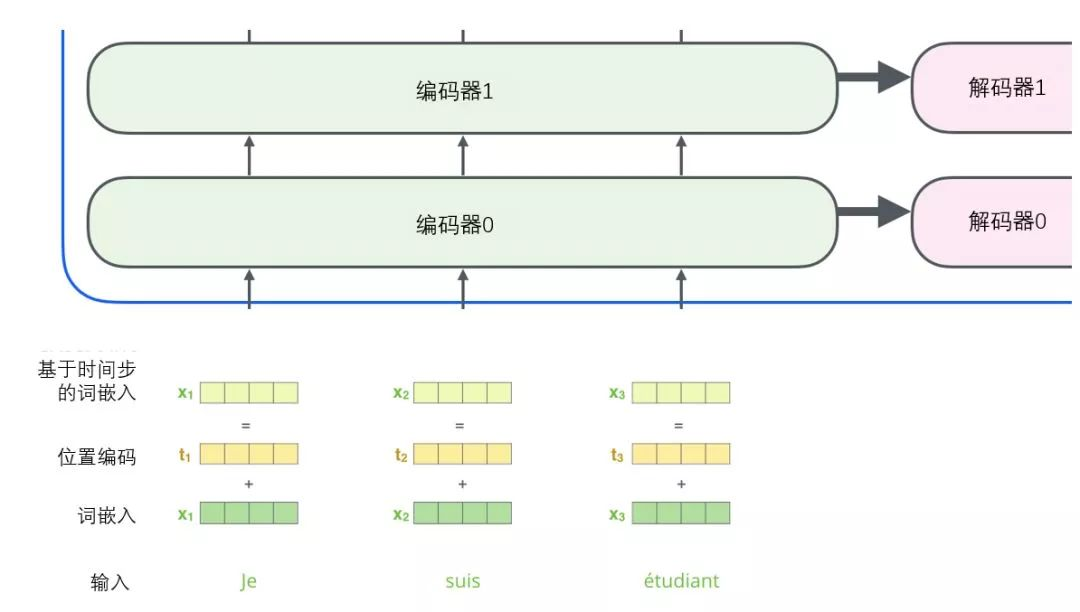 编码器1
解码器1
编码器0
解码器0
基于时间步
的词嵌入
x₁
x₂
x₃
=
=
=
位置编码
t₁
t₂
t₃
+
+
+
词嵌入
x₁
x₂
x₃
输入
Je
suis
étudiant